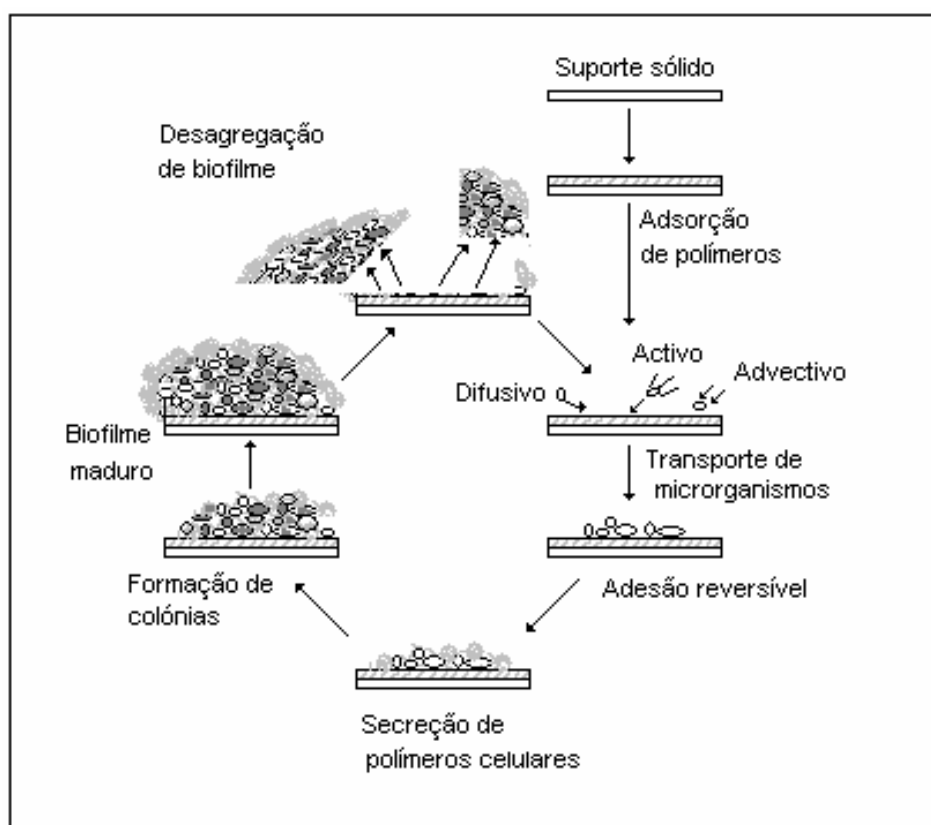 Suporte sólido
Desagregação
de biofilme
Adsorção
de polímeros
Activo
Advectivo
Difusivo
Biofilme
maduro
Transporte de
microrganismos
Formação de
colónias
Adesão reversível
Secreção de
polímeros celulares